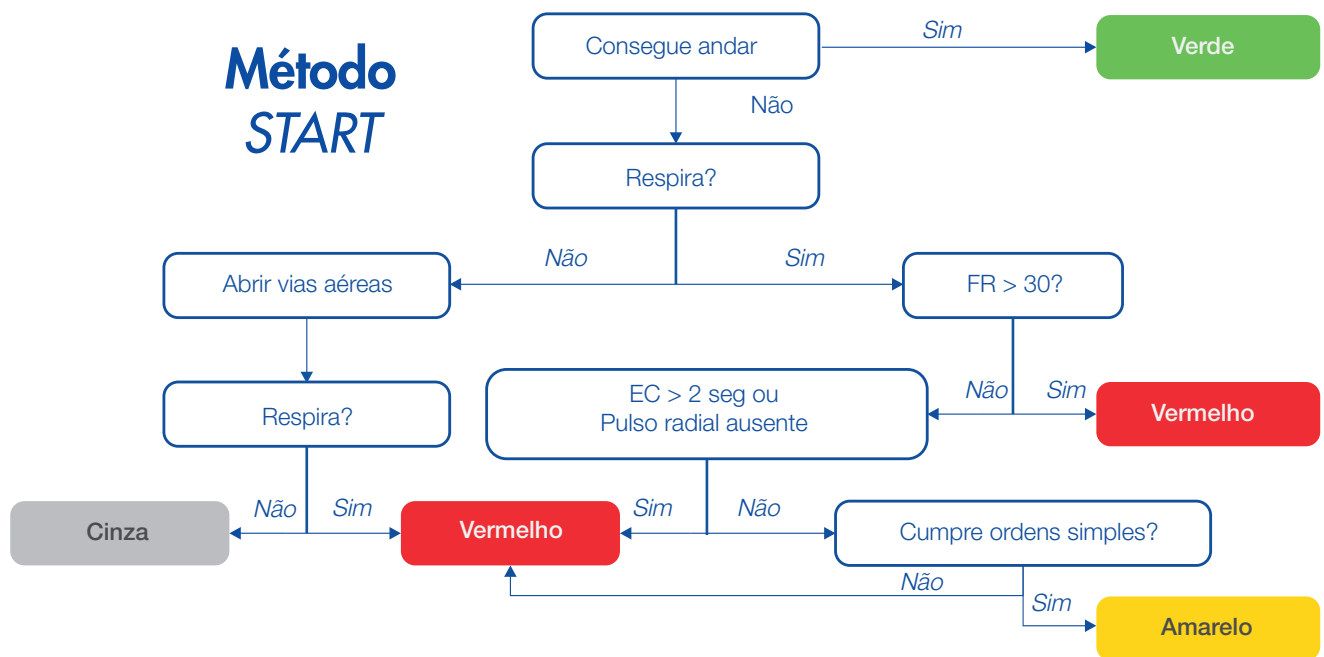 Método
START
Consegue andar
Sim
Verde
Não
Respira?
Não
Sim
Abrir vias aéreas
FR > 30?
Respira?
EC > 2 seg ou
Pulso radial ausente
Não
Sim
Vermelho
Não
Sim
Cinza
Vermelho
Sim
Não
Cumpre ordens simples?
Não
Sim
Amarelo